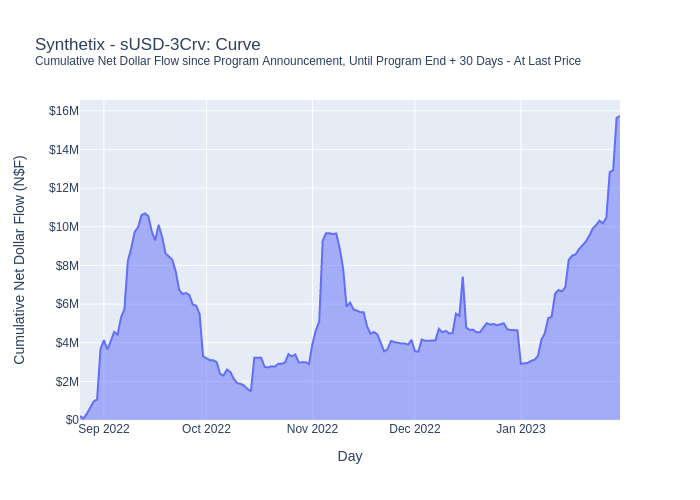 Synthetix - sUSD-3Crv: Curve
Cumulative Net Dollar Flow since Program Announcement, Until Program End + 30 Days - At Last Price
Cumulative Net Dollar Flow (N$F)
$16M
$14M
$12M
$10M
$8M
$6M
$4M
$2M
$0
Sep 2022
Oct 2022
Nov 2022
Dec 2022
Jan 2023
Day